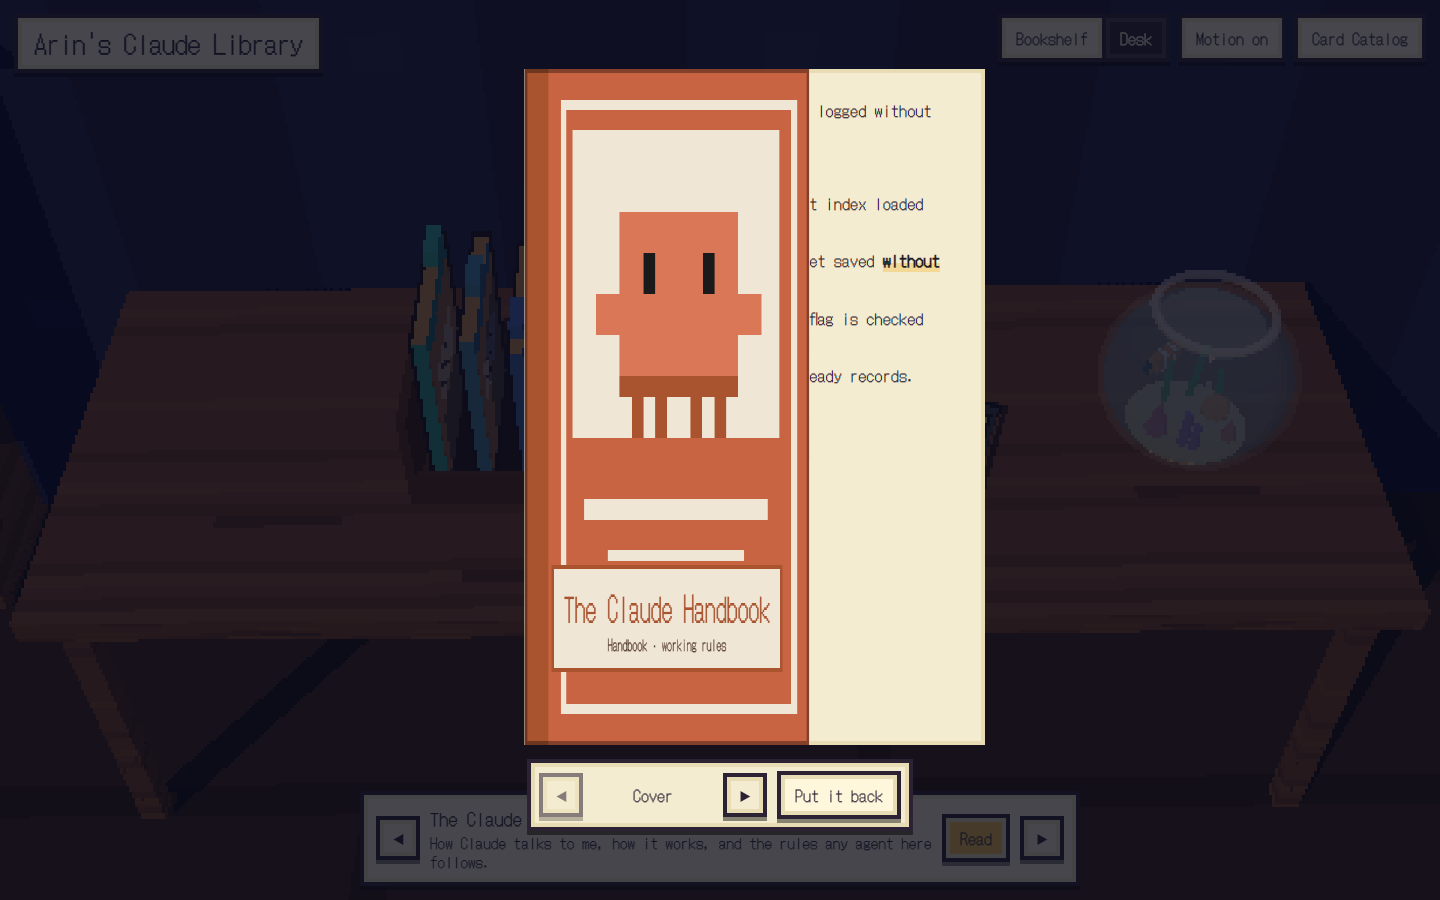 Arin's Claude Library
Bookshelf
Desk
Motion on
Card Catalog
logged without
t index loaded
et saved without
flag is checked
eady records.
The Claude Handbook
Handbook · working rules
◄
Cover
►
Put it back
◄
The Claude
How Claude talks to me, how it works, and the rules any agent here
follows.
Read
►